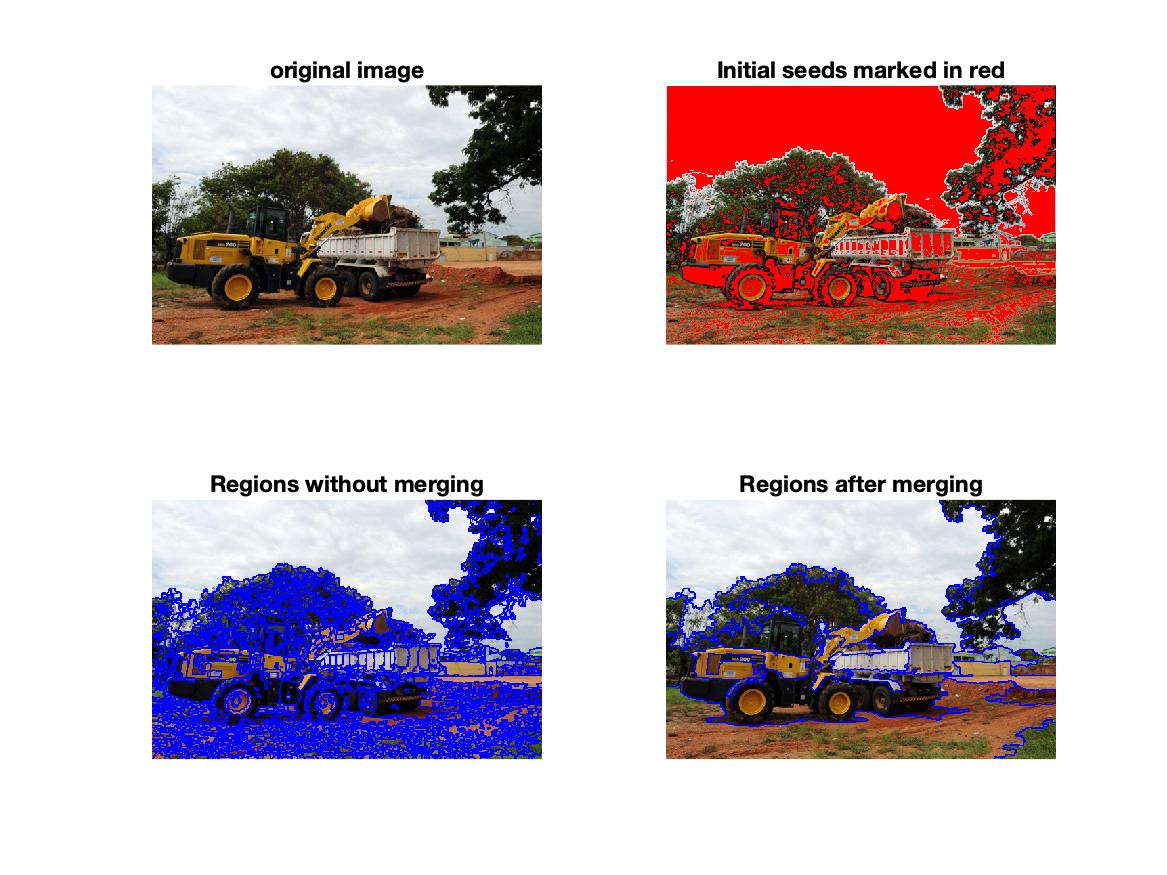 original image
Initial seeds marked in red
Regions without merging
Regions after merging